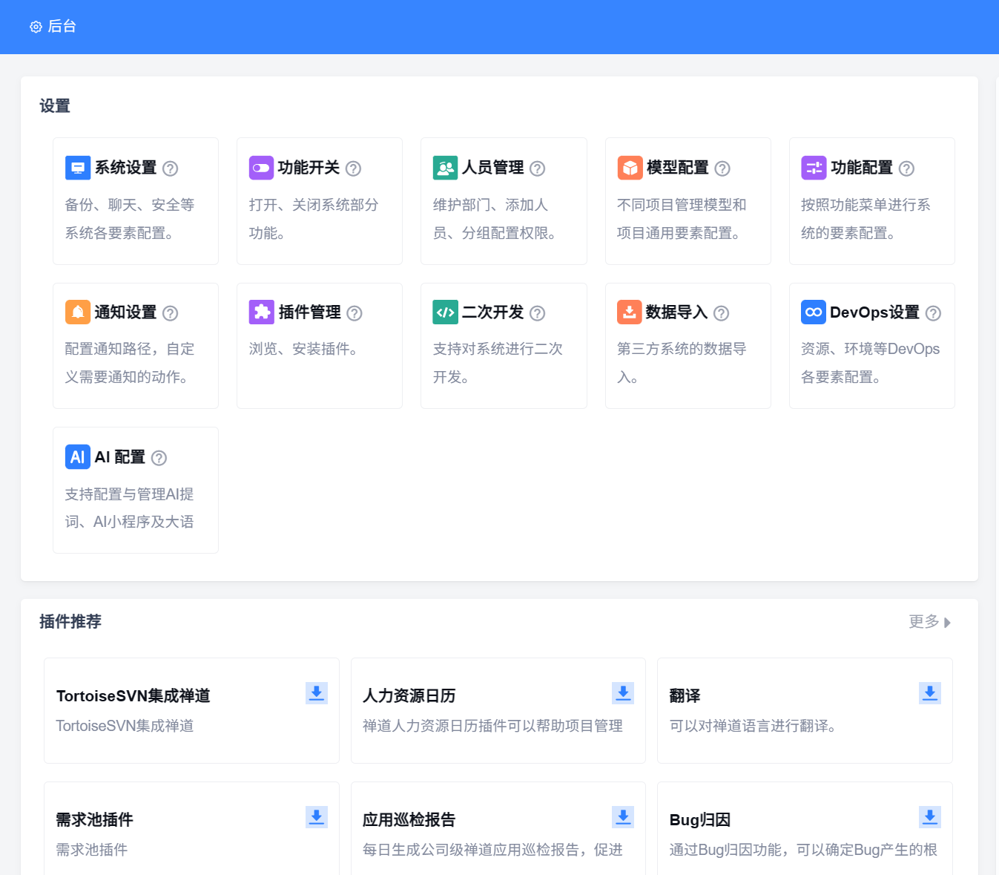 后台
设置
系统设置
备份、聊天、安全等
系统各要素配置。
功能开关
打开、关闭系统部分
功能。
人员管理
维护部门、添加人
员、分组配置权限。
模型配置
不同项目管理模型和
项目通用要素配置。
功能配置
按照功能菜单进行系
统的要素配置。
通知设置
配置通知路径，自定
义需要通知的动作。
插件管理
浏览、安装插件。
二次开发
支持对系统进行二次
开发。
数据导入
第三方系统的数据导
入。
DevOps设置
资源、环境等DevOps
各要素配置。
AI AI 配置
支持配置与管理AI提
词、AI小程序及大语
插件推荐
更多
TortoiseSVN集成禅道
TortoiseSVN集成禅道
人力资源日历
禅道人力资源日历插件可以帮助项目管理
翻译
可以对禅道语言进行翻译。
需求池插件
需求池插件
应用巡检报告
每日生成公司级禅道应用巡检报告，促进
Bug归因
通过Bug归因功能，可以确定Bug产生的根